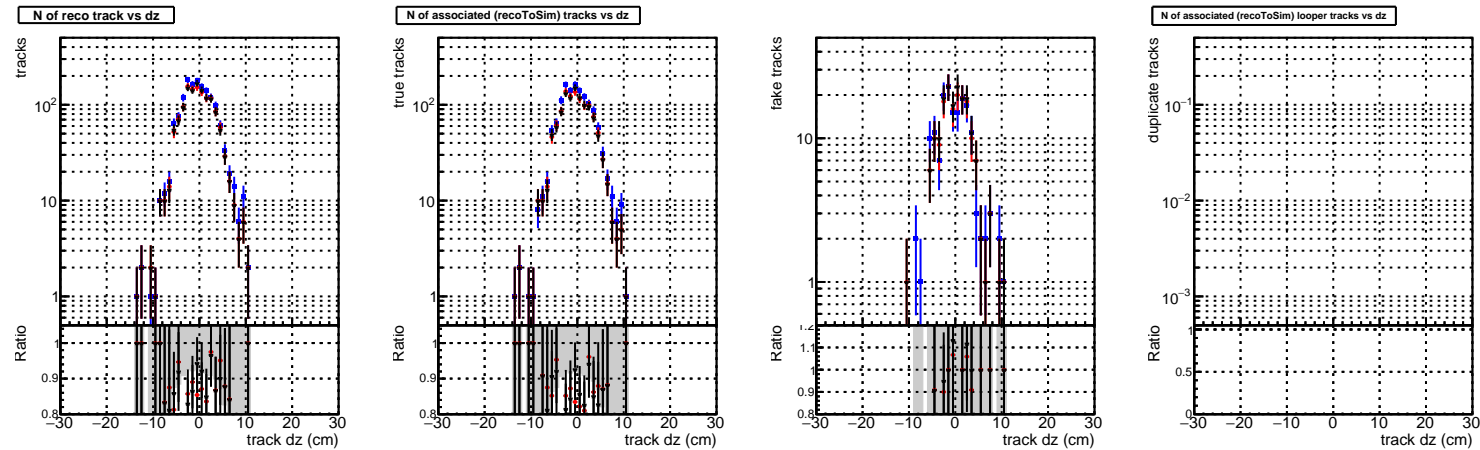 N of reco track vs dz
N of associated (recoToSim) tracks vs dz
N of associated (recoToSim) looper tracks vs dz
tracks
10²
10
1
Ratio
0.9
0.8
−30 −20 −10 0 10 20 30
track dz (cm)
true tracks
10²
10
1
Ratio
0.9
0.8
−30 −20 −10 0 10 20 30
track dz (cm)
fake tracks
10
1
Ratio
1.2
1.1
1.0
0.9
0.8
−30 −20 −10 0 10 20 30
track dz (cm)
duplicate tracks
10⁻¹
10⁻²
10⁻³
Ratio
1
0.5
0
−30 −20 −10 0 10 20 30
track dz (cm)